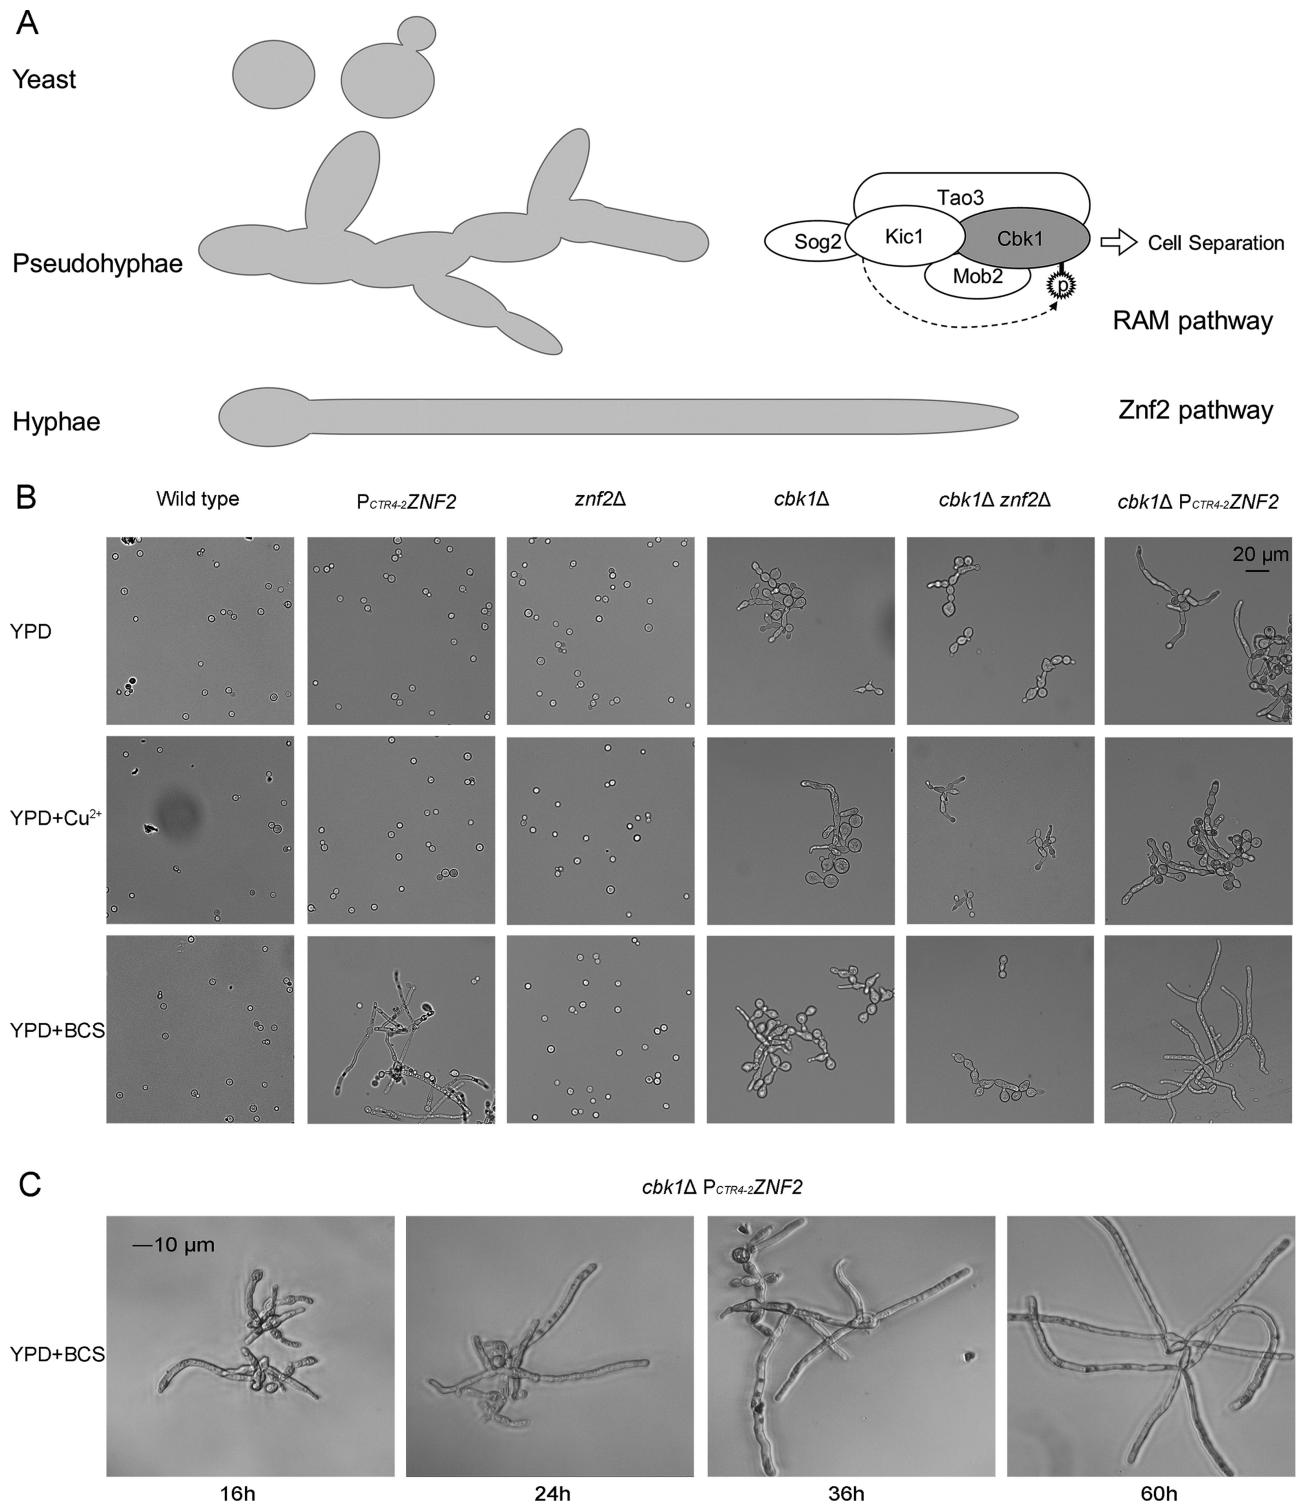 A
Yeast
Pseudohyphae
Hyphae
Tao3
Sog2
Kic1
Cbk1
Mob2
p
Cell Separation
RAM pathway
Znf2 pathway
B
Wild type
PCTR4-2ZNF2
znf2Δ
cbk1Δ
cbk1Δ znf2Δ
cbk1Δ PCTR4-2ZNF2
20 µm
YPD
YPD+Cu2+
YPD+BCS
C
cbk1Δ PCTR4-2ZNF2
10 µm
YPD+BCS
16h
24h
36h
60h